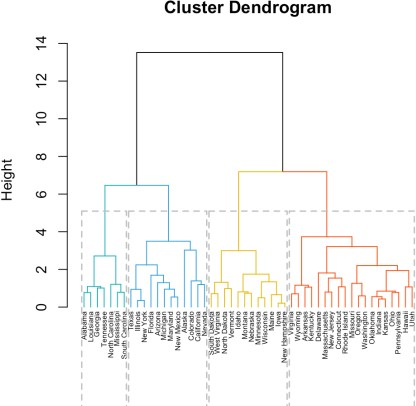 Cluster Dendrogram
Height
14
12
10
8
6
4
2
0
Alabama
Louisiana
Georgia
Tennessee
North Carolina
Mississippi
South Carolina
Texas
Illinois
New York
Florida
Arizona
Michigan
Maryland
New Mexico
Alaska
Colorado
California
Nevada
South Dakota
West Virginia
North Dakota
Vermont
Idaho
Montana
Nebraska
Minnesota
Wisconsin
Maine
Iowa
New Hampshire
Virginia
Wyoming
Arkansas
Kentucky
Delaware
Massachusetts
New Jersey
Connecticut
Rhode Island
Missouri
Oregon
Washington
Oklahoma
Indiana
Kansas
Ohio
Pennsylvania
Hawaii
Utah